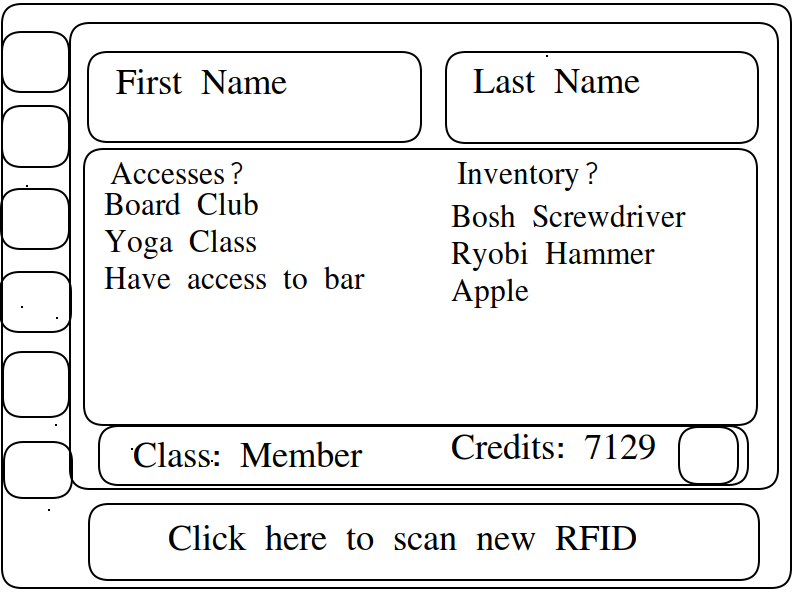 First Name
Last Name
Accesses?
Board Club
Yoga Class
Have access to bar
Inventory?
Bosh Screwdriver
Ryobi Hammer
Apple
Class: Member
Credits: 7129
Click here to scan new RFID